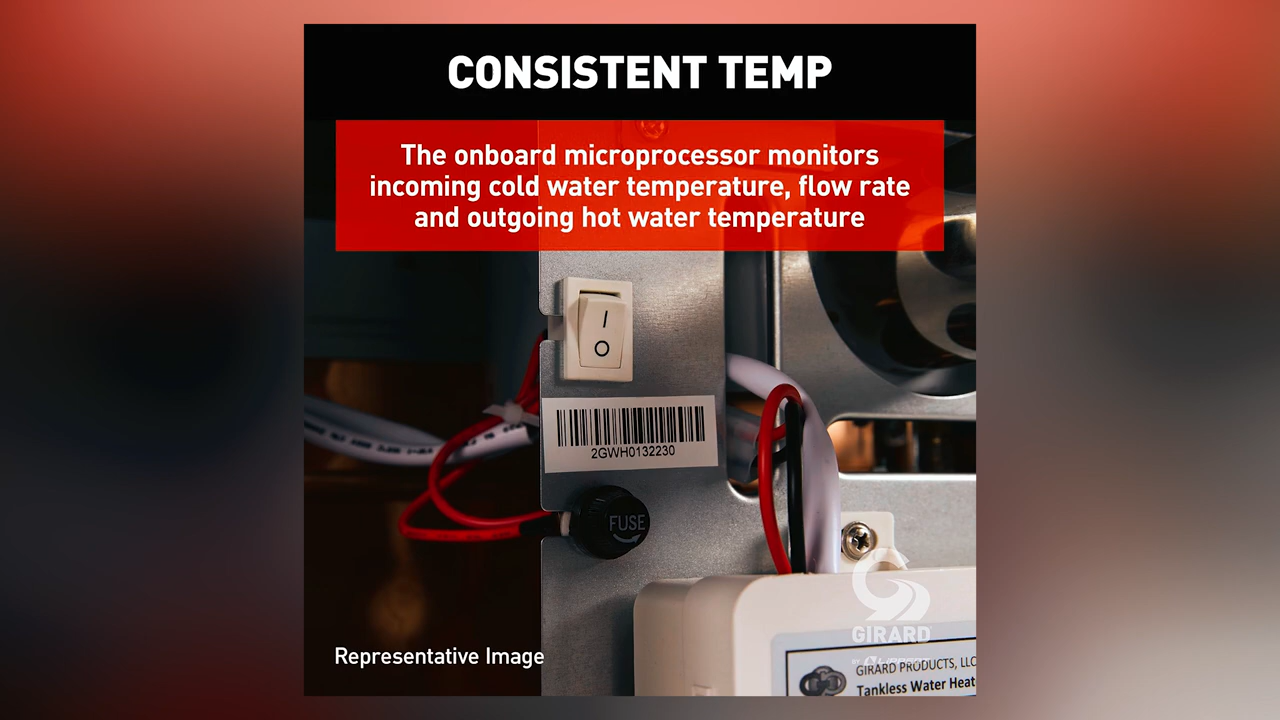 CONSISTENT TEMP
The onboard microprocessor monitors
incoming cold water temperature, flow rate
and outgoing hot water temperature
I
O
2GWH0132230
FUSE
GIRARD
BY
GIRARD PRODUCTS, LLC
Tankless Water Heat
Representative Image